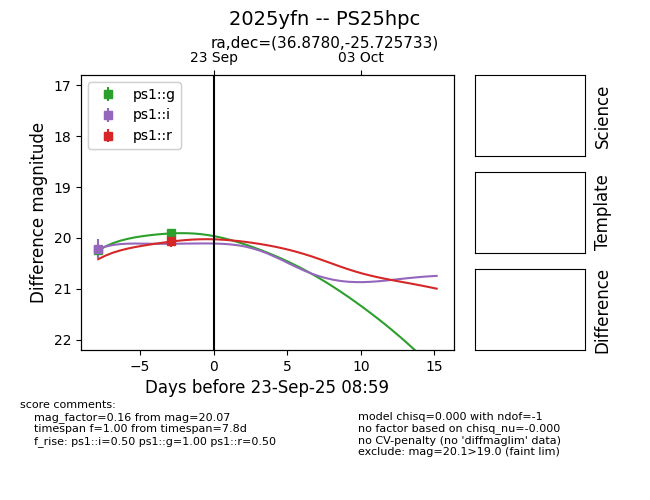 2025yfn -- PS25hpc
ra,dec=(36.8780,-25.725733)
23 Sep
03 Oct
17
18
19
20
21
22
Difference magnitude
ps1::g
ps1::i
ps1::r
−5
0
5
10
15
Days before 23-Sep-25 08:59
Science
Template
Difference
score comments:
mag_factor=0.16 from mag=20.07
timespan f=1.00 from timespan=7.8d
f_rise: ps1::i=0.50 ps1::g=1.00 ps1::r=0.50
model chisq=0.000 with ndof=-1
no factor based on chisq_nu=-0.000
no CV-penalty (no 'diffmaglim' data)
exclude: mag=20.1>19.0 (faint lim)